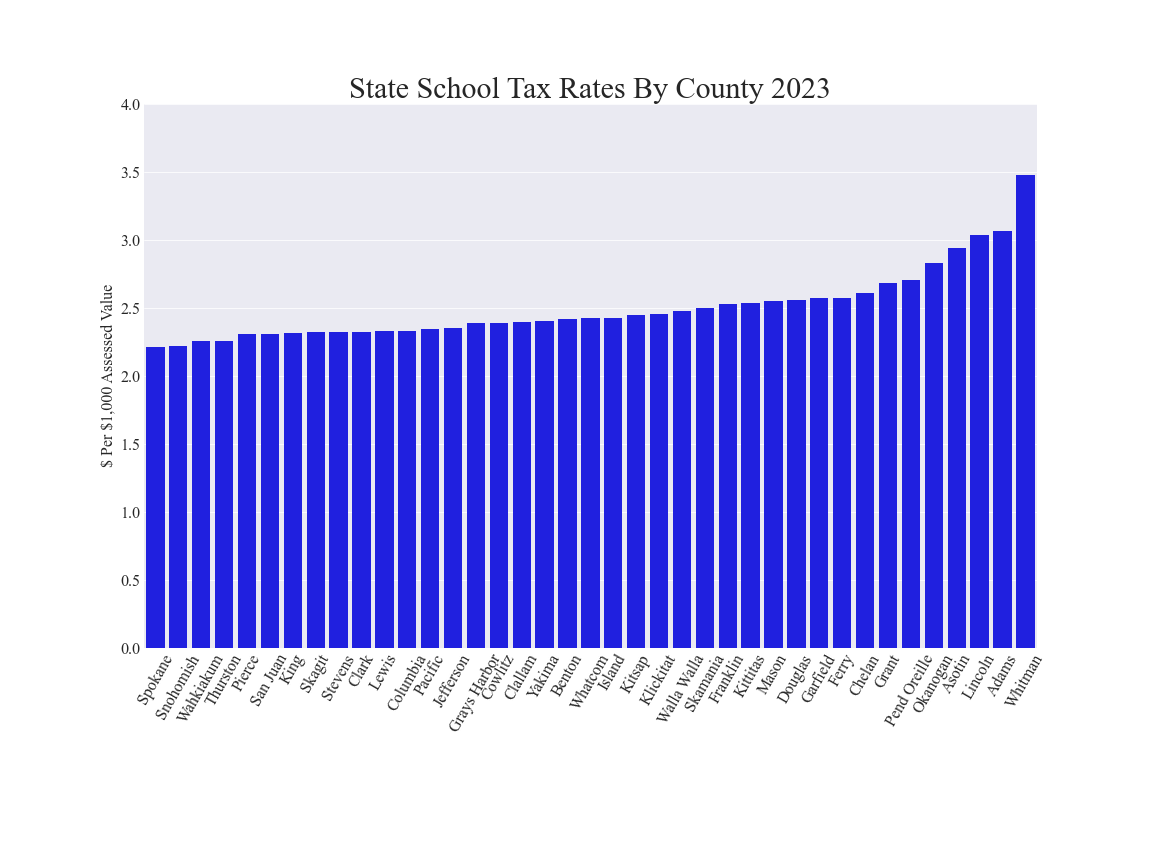 State School Tax Rates By County 2023
4.0
3.5
3.0
2.5
2.0
1.5
1.0
0.5
0.0
$ Per $1,000 Assessed Value
Spokane
Snohomish
Wahkiakum
Thurston
Pierce
San Juan
King
Skagit
Stevens
Clark
Lewis
Columbia
Pacific
Jefferson
Grays Harbor
Cowlitz
Clallam
Yakima
Benton
Whatcom
Island
Kitsap
Klickitat
Walla Walla
Skamania
Franklin
Kittitas
Mason
Douglas
Garfield
Ferry
Chelan
Grant
Pend Oreille
Okanogan
Asotin
Lincoln
Adams
Whitman